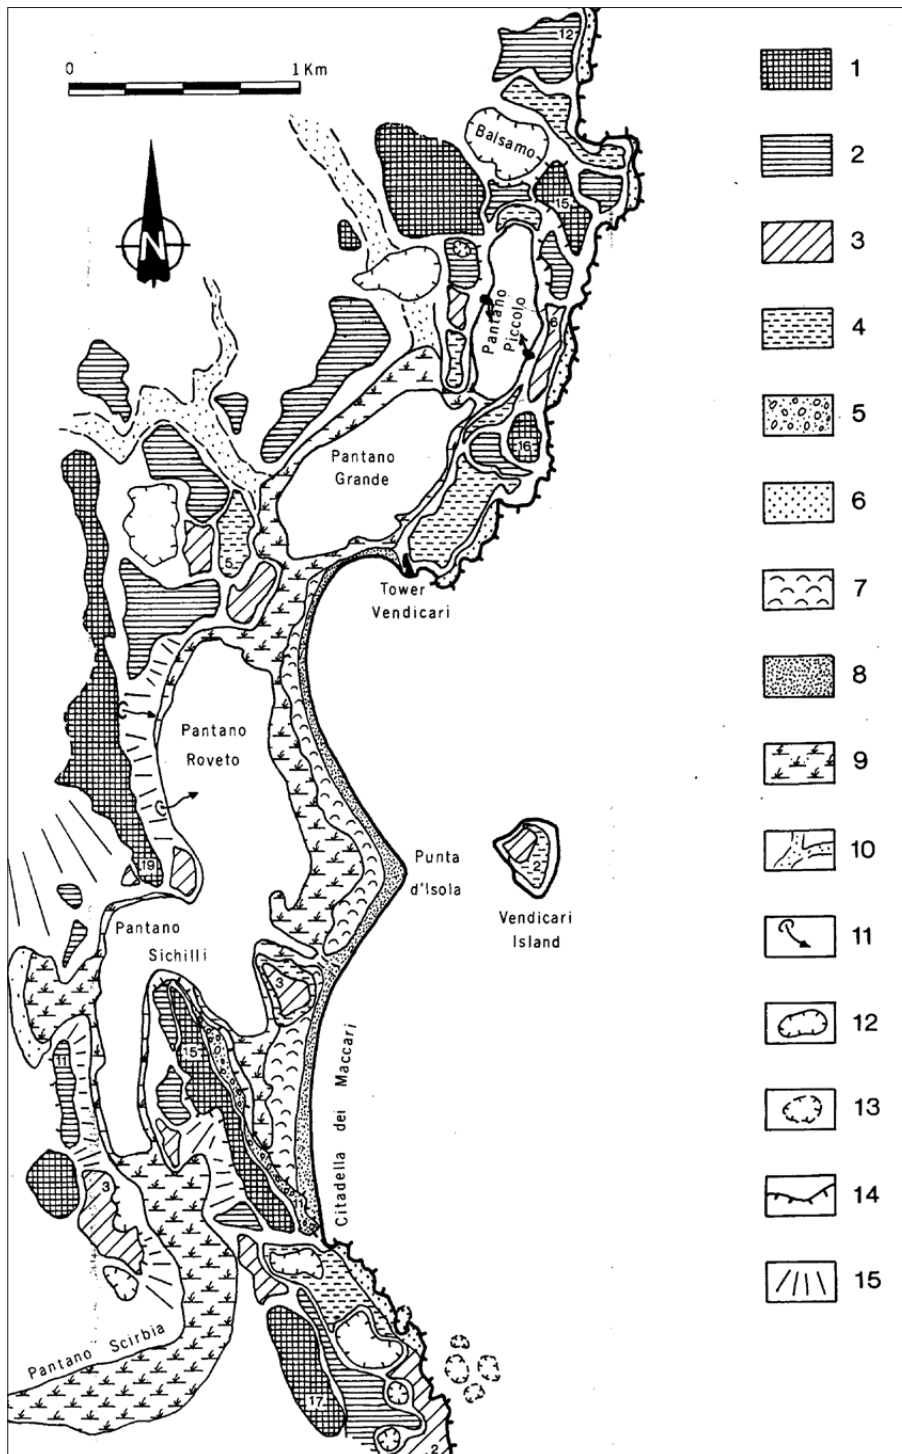 0 1 Km
N
12
Balsamo
15
Pantano
Piccolo
6
16
Pantano
Grande
5
Tower
Vendicari
Pantano
Roveto
19
Punta
d'Isola
2
Vendicari
Island
Pantano
Sichilli
3
11
15
Citadella dei Maccari
3
1
Pantano Scirbia
17
2
1
2
3
4
5
6
7
8
9
10
11
12
13
14
15